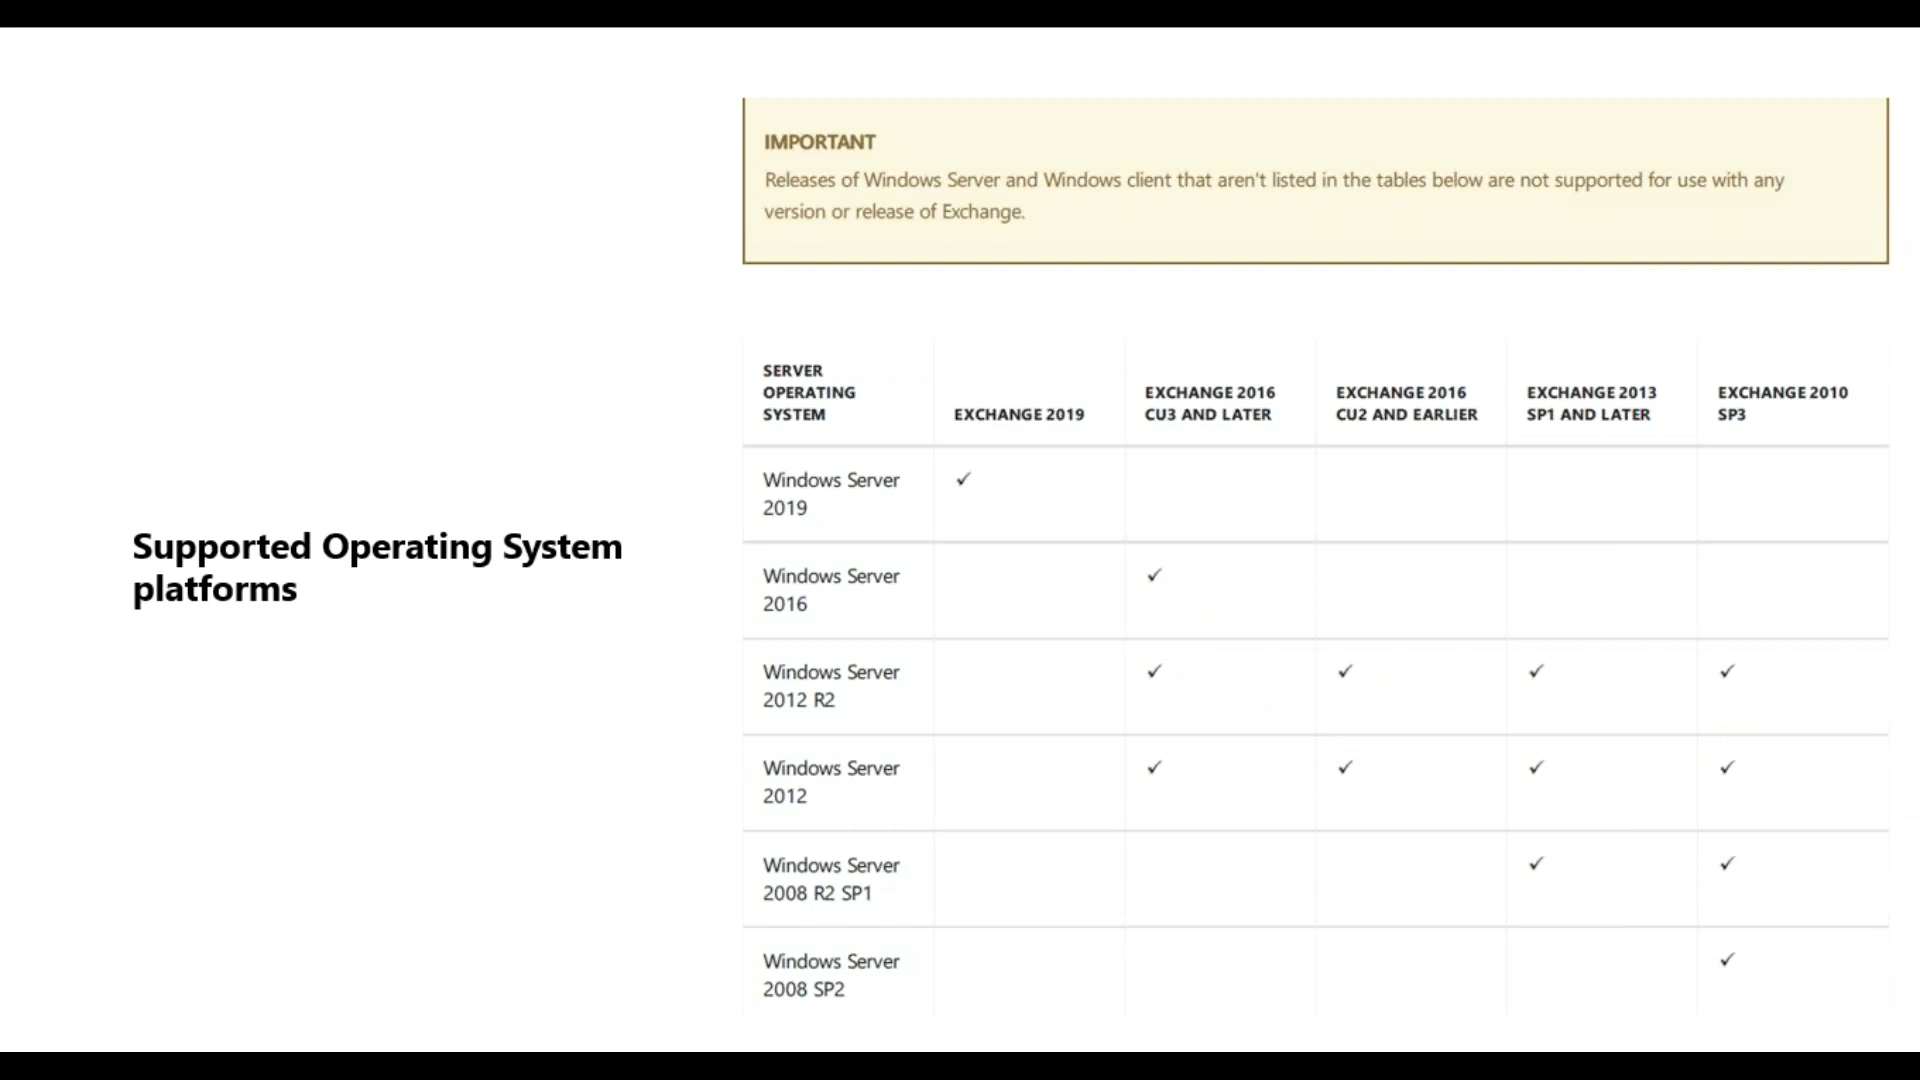 Supported Operating System
platforms
IMPORTANT
Releases of Windows Server and Windows client that aren't listed in the tables below are not supported for use with any
version or release of Exchange.
SERVER
OPERATING
SYSTEM
EXCHANGE 2019
EXCHANGE 2016
CU3 AND LATER
EXCHANGE 2016
CU2 AND EARLIER
EXCHANGE 2013
SP1 AND LATER
EXCHANGE 2010
SP3
Windows Server
2019
✓
Windows Server
2016
✓
Windows Server
2012 R2
✓ ✓ ✓ ✓
Windows Server
2012
✓ ✓ ✓ ✓
Windows Server
2008 R2 SP1
✓ ✓
Windows Server
2008 SP2
✓